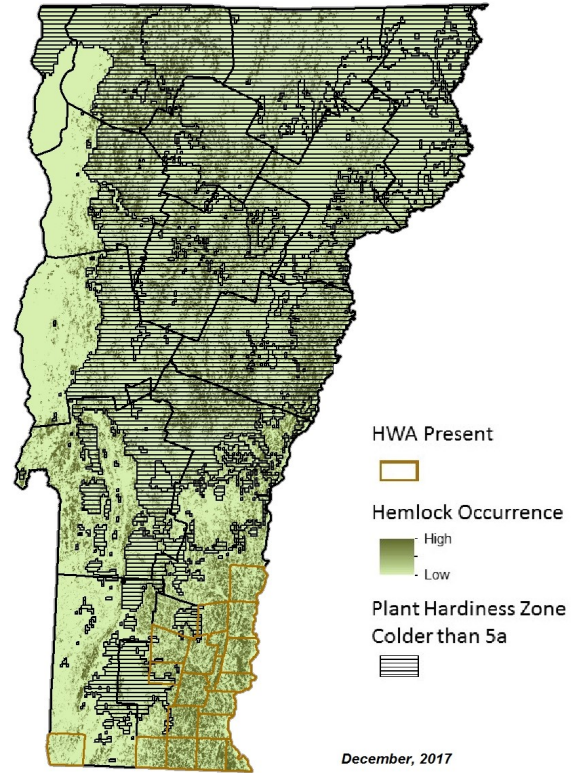 HWA Present
Hemlock Occurrence
High
Low
Plant Hardiness Zone
Colder than 5a
December, 2017